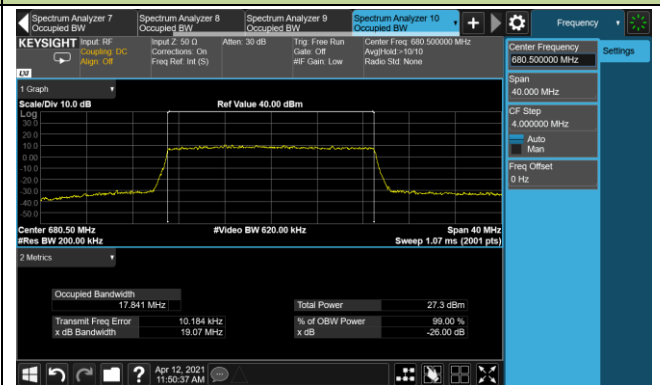 Spectrum Analyzer 7
Occupied BW
Spectrum Analyzer 8
Occupied BW
Spectrum Analyzer 9
Occupied BW
Spectrum Analyzer 10
Occupied BW
Frequency
KEYSIGHT
Input: RF
Coupling: DC
Align: Off
Input Z: 50 Ω
Corrections: On
Freq Ref: Int (S)
Atten: 30 dB
Trig: Free Run
Gate: Off
#IF Gain: Low
Center Freq: 680.500000 MHz
Avg|Hold:>10/10
Radio Std: None
LXI
Center Frequency
680.500000 MHz
Settings
Span
40.000 MHz
CF Step
4.000000 MHz
Auto
Man
Freq Offset
0 Hz
1 Graph
Scale/Div 10.0 dB
Ref Value 40.00 dBm
Log
30.0
20.0
10.0
0.00
-10.0
-20.0
-30.0
-40.0
-50.0
Center 680.50 MHz
#Video BW 620.00 kHz
Span 40 MHz
#Res BW 200.00 kHz
Sweep 1.07 ms (2001 pts)
2 Metrics
Occupied Bandwidth
17.841 MHz
Total Power
27.3 dBm
Transmit Freq Error
10.184 kHz
% of OBW Power
99.00 %
x dB Bandwidth
19.07 MHz
x dB
-26.00 dB
?
Apr 12, 2021
11:50:37 AM